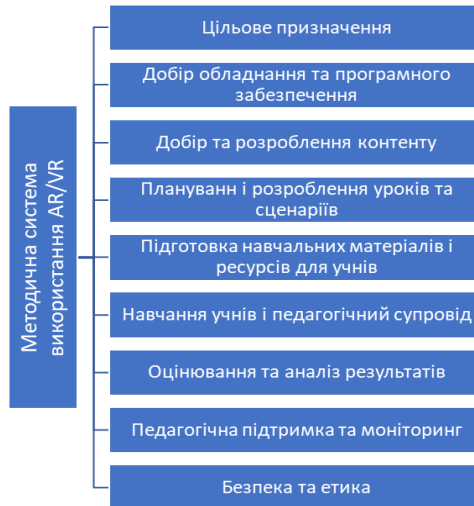 Методична система
використання AR/VR
Цільове призначення
Добір обладнання та програмного
забезпечення
Добір та розроблення контенту
Плануванн і розроблення уроків та
сценаріїв
Підготовка навчальних матеріалів і
ресурсів для учнів
Навчання учнів і педагогічний супровід
Оцінювання та аналіз результатів
Педагогічна підтримка та моніторинг
Безпека та етика